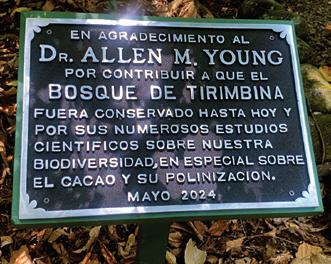 EN AGRADECIMIENTO AL
DR. ALLEN M. YOUNG
POR CONTRIBUIR A QUE EL
BOSQUE DE TIRIMBINA
FUERA CONSERVADO HASTA HOY Y
POR SUS NUMEROSOS ESTUDIOS
CIENTÍFICOS SOBRE NUESTRA
BIODIVERSIDAD, EN ESPECIAL SOBRE
EL CACAO Y SU POLINIZACION.
MAYO 2024